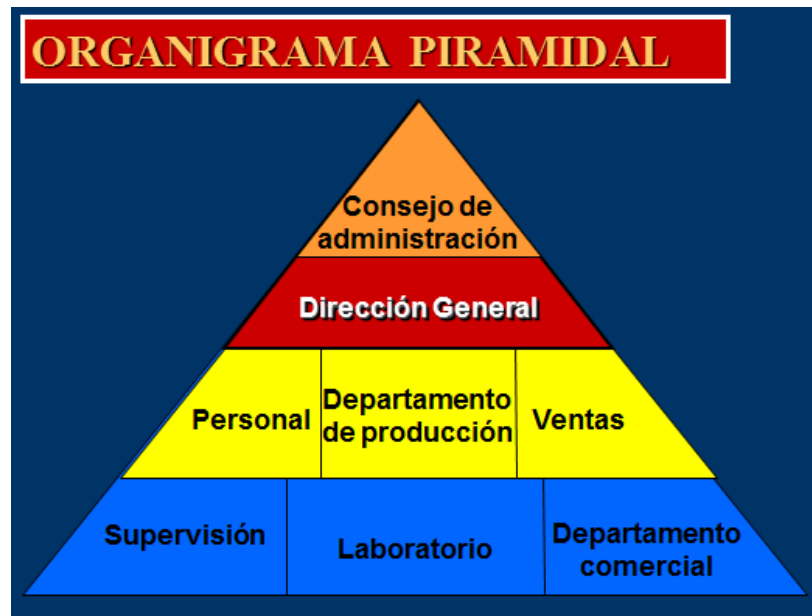 ORGANIGRAMA PIRAMIDAL
Consejo de
administración
Dirección General
Personal
Departamento
de producción
Ventas
Supervisión
Laboratorio
Departamento
comercial